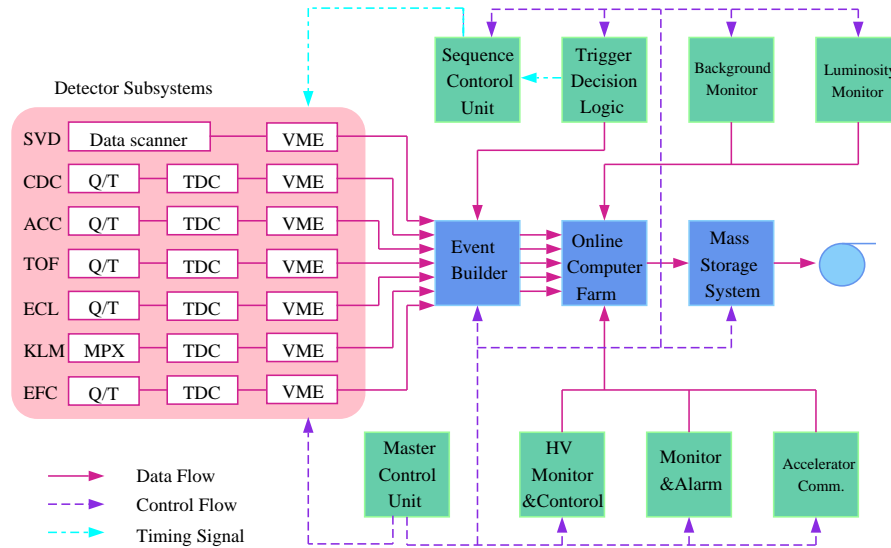 Sequence
Contorol
Unit
Trigger
Decision
Logic
Background
Monitor
Luminosity
Monitor
Detector Subsystems
SVD
Data scanner
VME
CDC
Q/T
TDC
VME
ACC
Q/T
TDC
VME
TOF
Q/T
TDC
VME
ECL
Q/T
TDC
VME
KLM
MPX
TDC
VME
EFC
Q/T
TDC
VME
Event
Builder
Online
Computer
Farm
Mass
Storage
System
Master
Control
Unit
HV
Monitor
&Contorol
Monitor
&Alarm
Accelerator
Comm.
Data Flow
Control Flow
Timing Signal